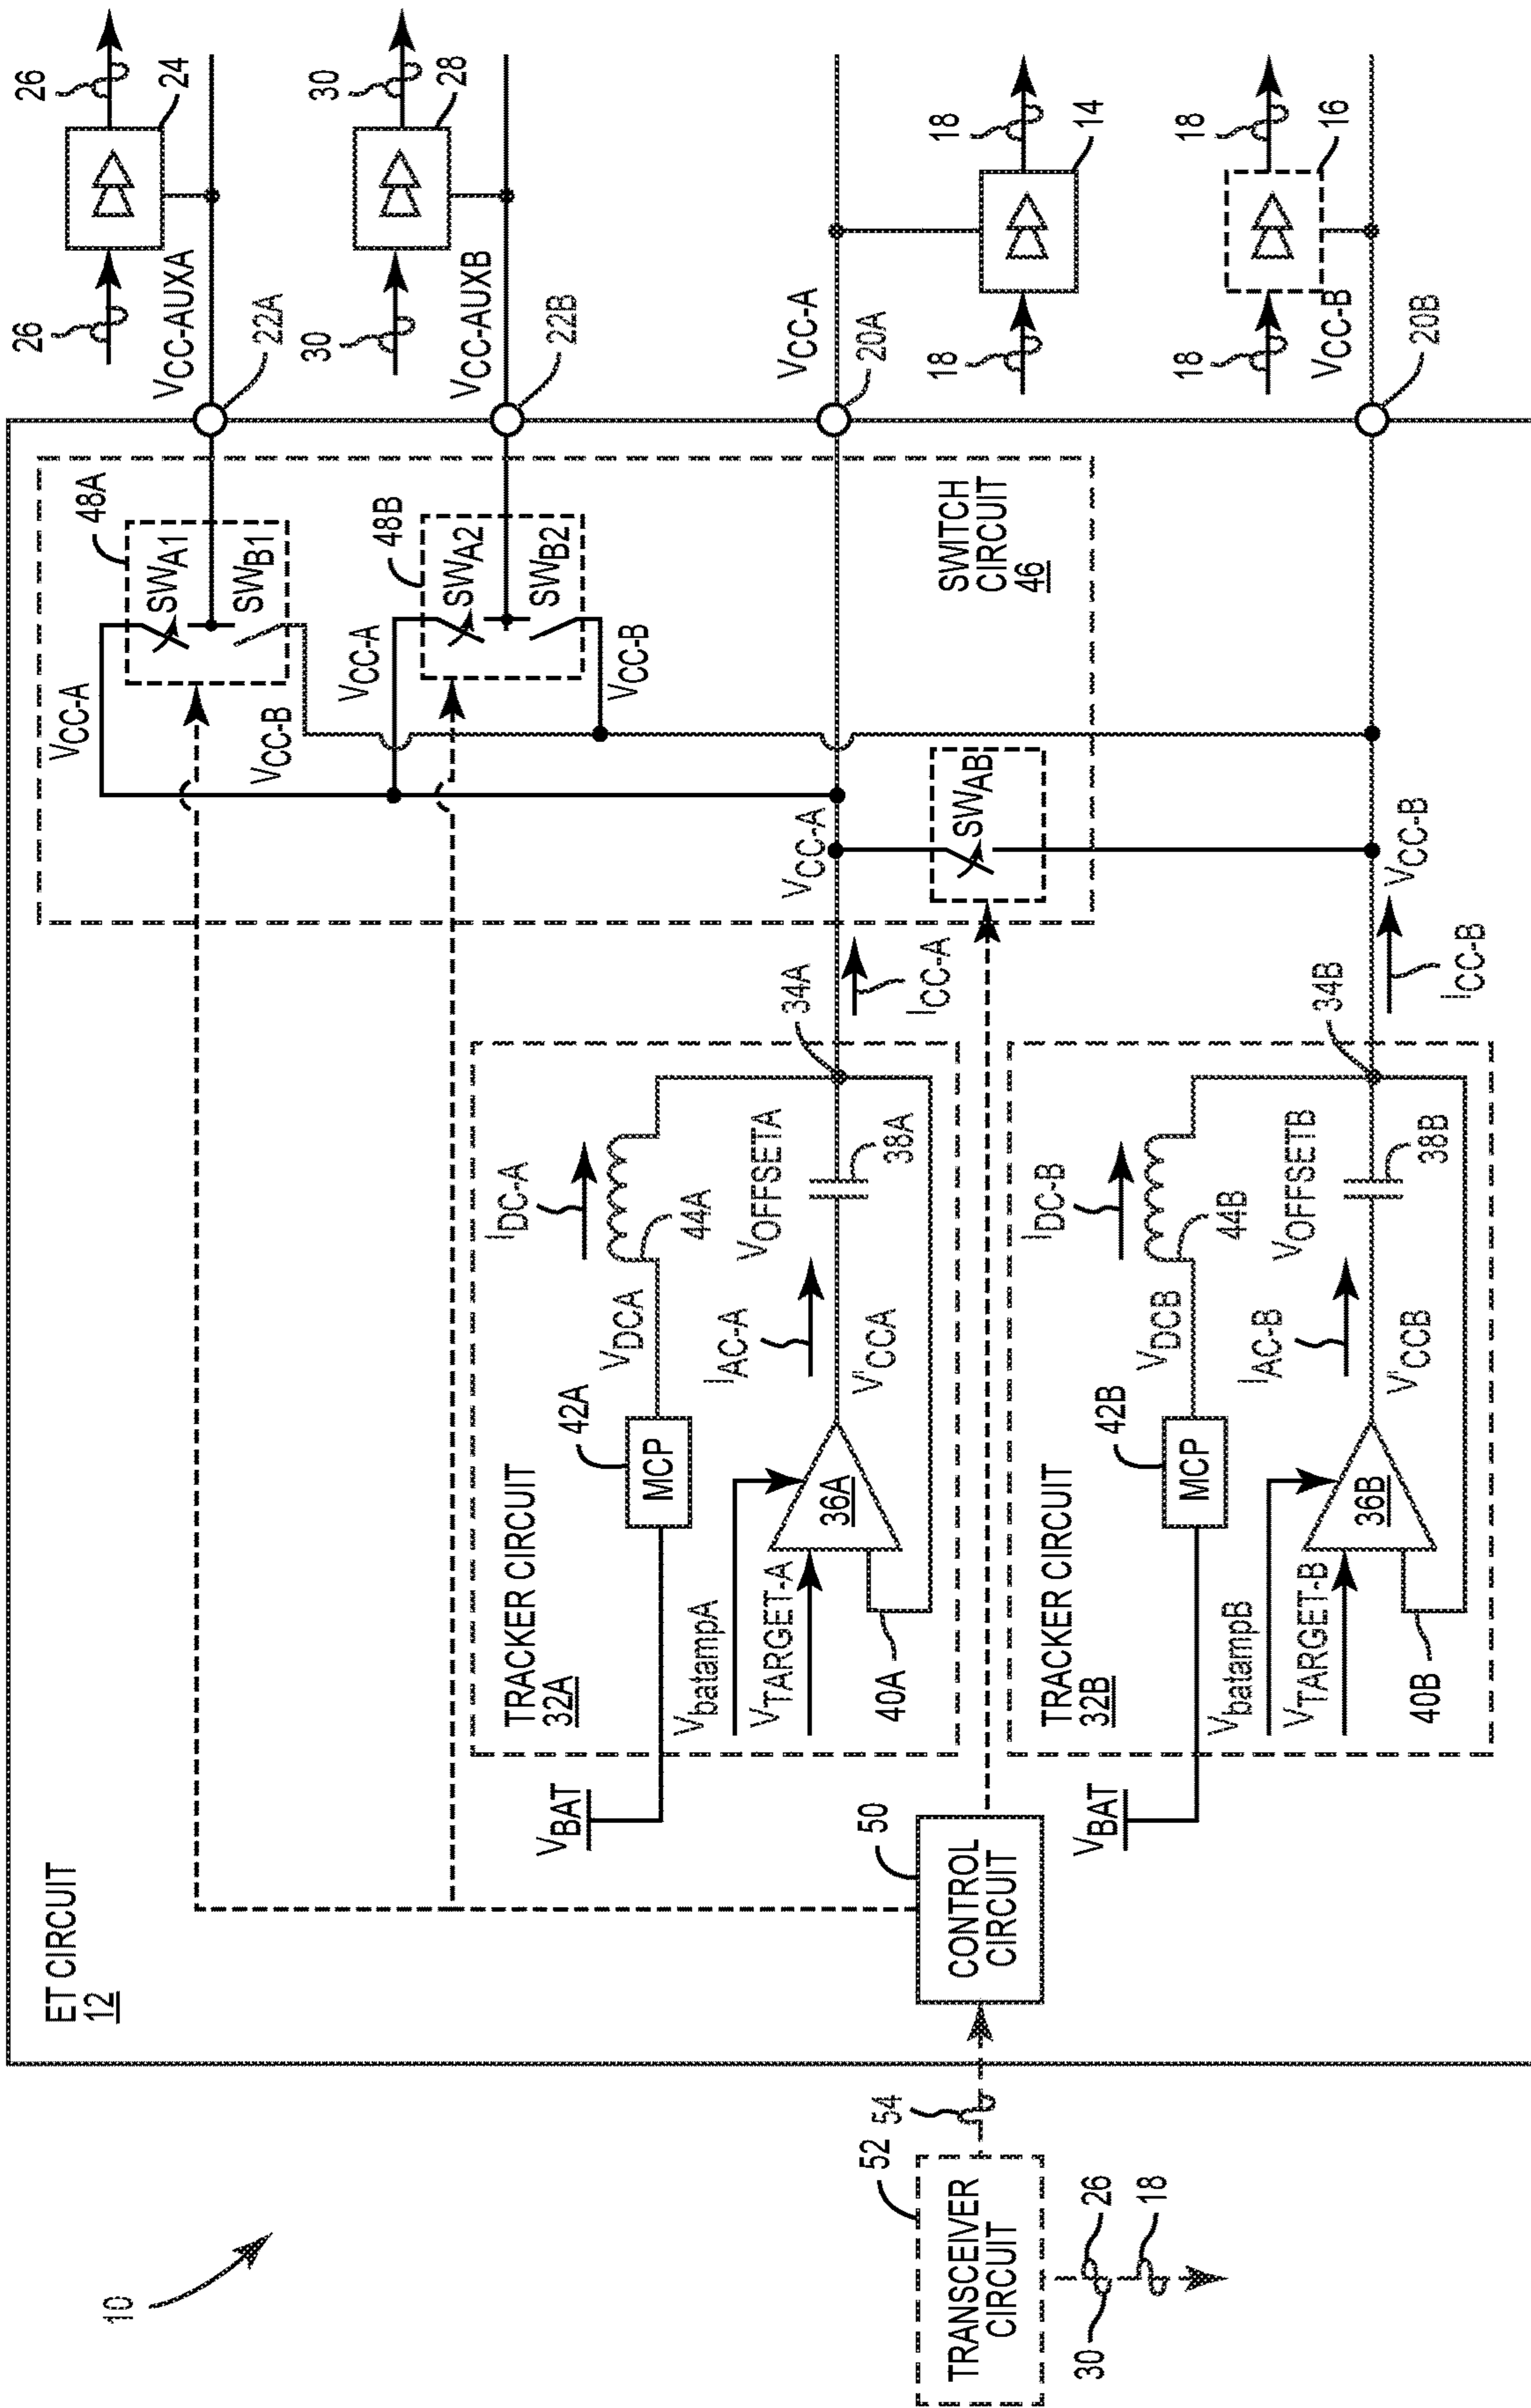 10
ET CIRCUIT
12
TRANSCEIVER
CIRCUIT
52
54
30
26
18
CONTROL
CIRCUIT
50
VBAT
TRACKER CIRCUIT
32A
MCP
42A
VDCA
44A
IDC-A
VbatampA
VTARGET-A
36A
40A
IAC-A
V'CCA
VOFFSETA
38A
34A
ICC-A
VBAT
TRACKER CIRCUIT
32B
MCP
42B
VDCB
44B
IDC-B
VbatampB
VTARGET-B
36B
40B
IAC-B
V'CCB
VOFFSETB
38B
34B
ICC-B
VCC-A
VCC-B
48A
SWA1
SWB1
VCC-A
VCC-B
48B
SWA2
SWB2
VCC-A
SWAB
VCC-B
SWITCH
CIRCUIT
46
22A
VCC-AUXA
26
24
26
22B
VCC-AUXB
30
28
30
20A
VCC-A
18
14
18
20B
VCC-B
18
16
18